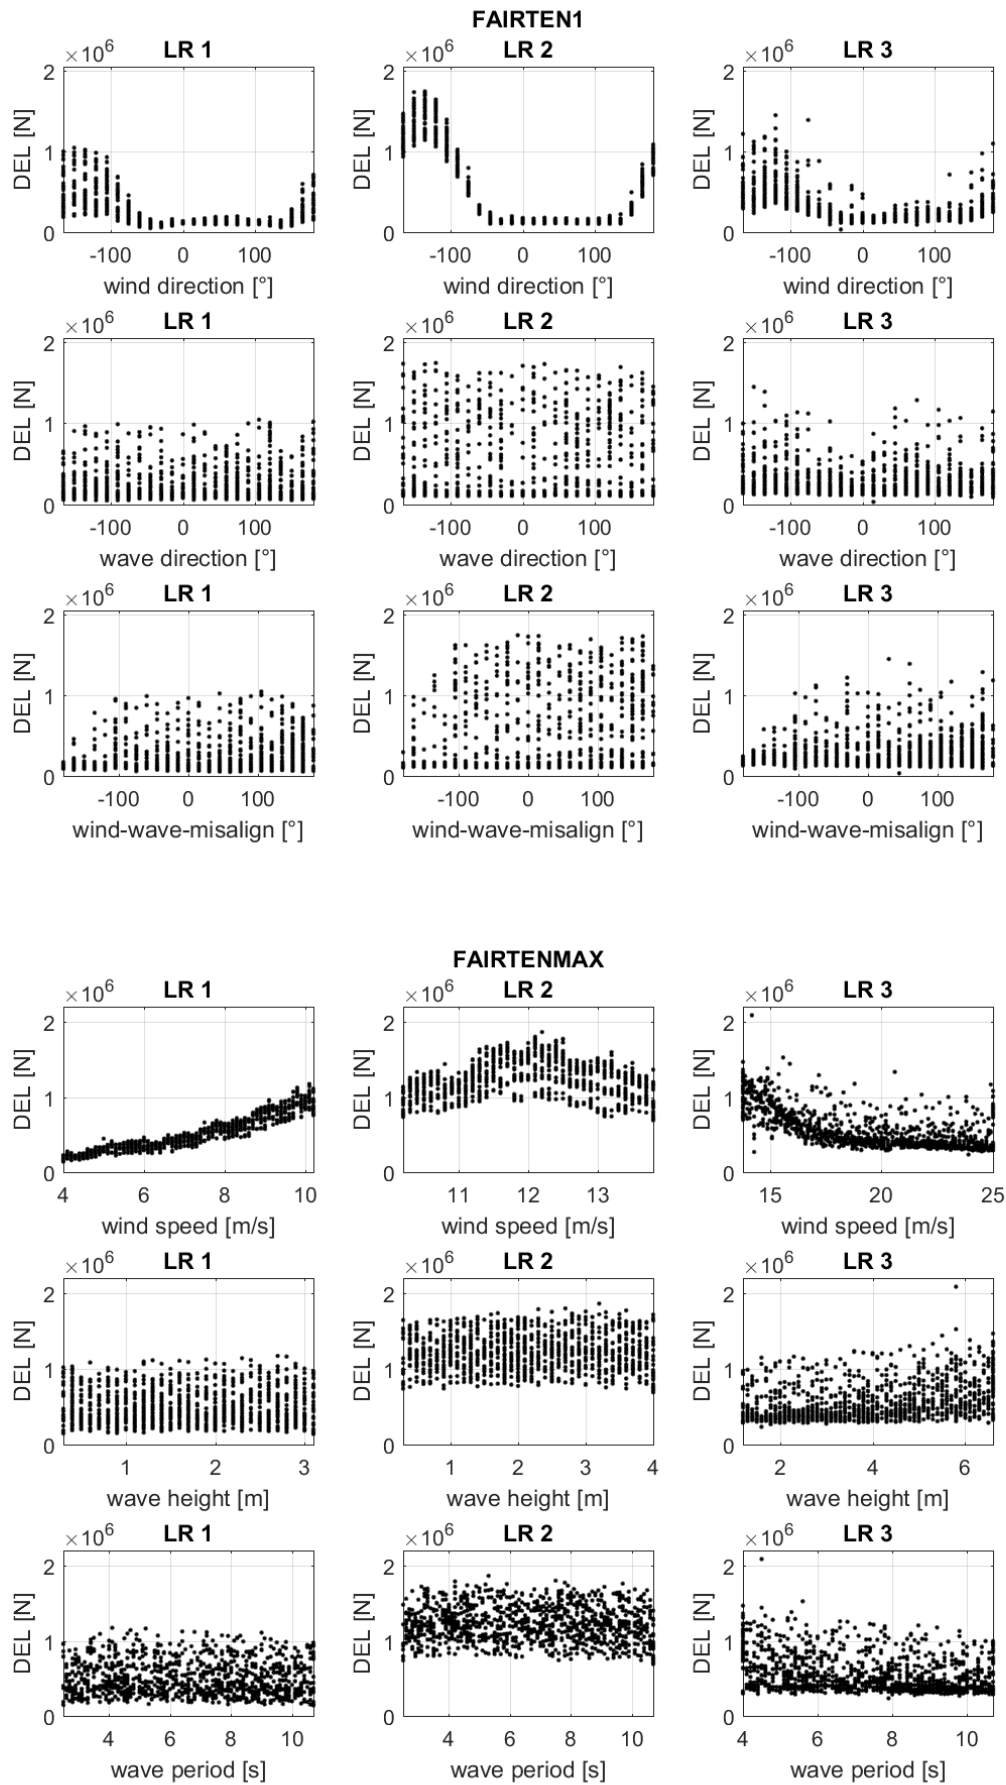 FAIRTEN1
LR 1 LR 2 LR 3
×10^6 ×10^6 ×10^6
2 2 2
DEL [N] 1 DEL [N] 1 DEL [N] 1
0 0 0
-100 0 100 -100 0 100 -100 0 100
wind direction [°] wind direction [°] wind direction [°]
LR 1 LR 2 LR 3
×10^6 ×10^6 ×10^6
2 2 2
DEL [N] 1 DEL [N] 1 DEL [N] 1
0 0 0
-100 0 100 -100 0 100 -100 0 100
wave direction [°] wave direction [°] wave direction [°]
LR 1 LR 2 LR 3
×10^6 ×10^6 ×10^6
2 2 2
DEL [N] 1 DEL [N] 1 DEL [N] 1
0 0 0
-100 0 100 -100 0 100 -100 0 100
wind-wave-misalign [°] wind-wave-misalign [°] wind-wave-misalign [°]
FAIRTENMAX
LR 1 LR 2 LR 3
×10^6 ×10^6 ×10^6
2 2 2
DEL [N] 1 DEL [N] 1 DEL [N] 1
0 0 0
4 6 8 10 11 12 13 15 20 25
wind speed [m/s] wind speed [m/s] wind speed [m/s]
LR 1 LR 2 LR 3
×10^6 ×10^6 ×10^6
2 2 2
DEL [N] 1 DEL [N] 1 DEL [N] 1
0 0 0
1 2 3 1 2 3 4 2 4 6
wave height [m] wave height [m] wave height [m]
LR 1 LR 2 LR 3
×10^6 ×10^6 ×10^6
2 2 2
DEL [N] 1 DEL [N] 1 DEL [N] 1
0 0 0
4 6 8 10 4 6 8 10 4 6 8 10
wave period [s] wave period [s] wave period [s]